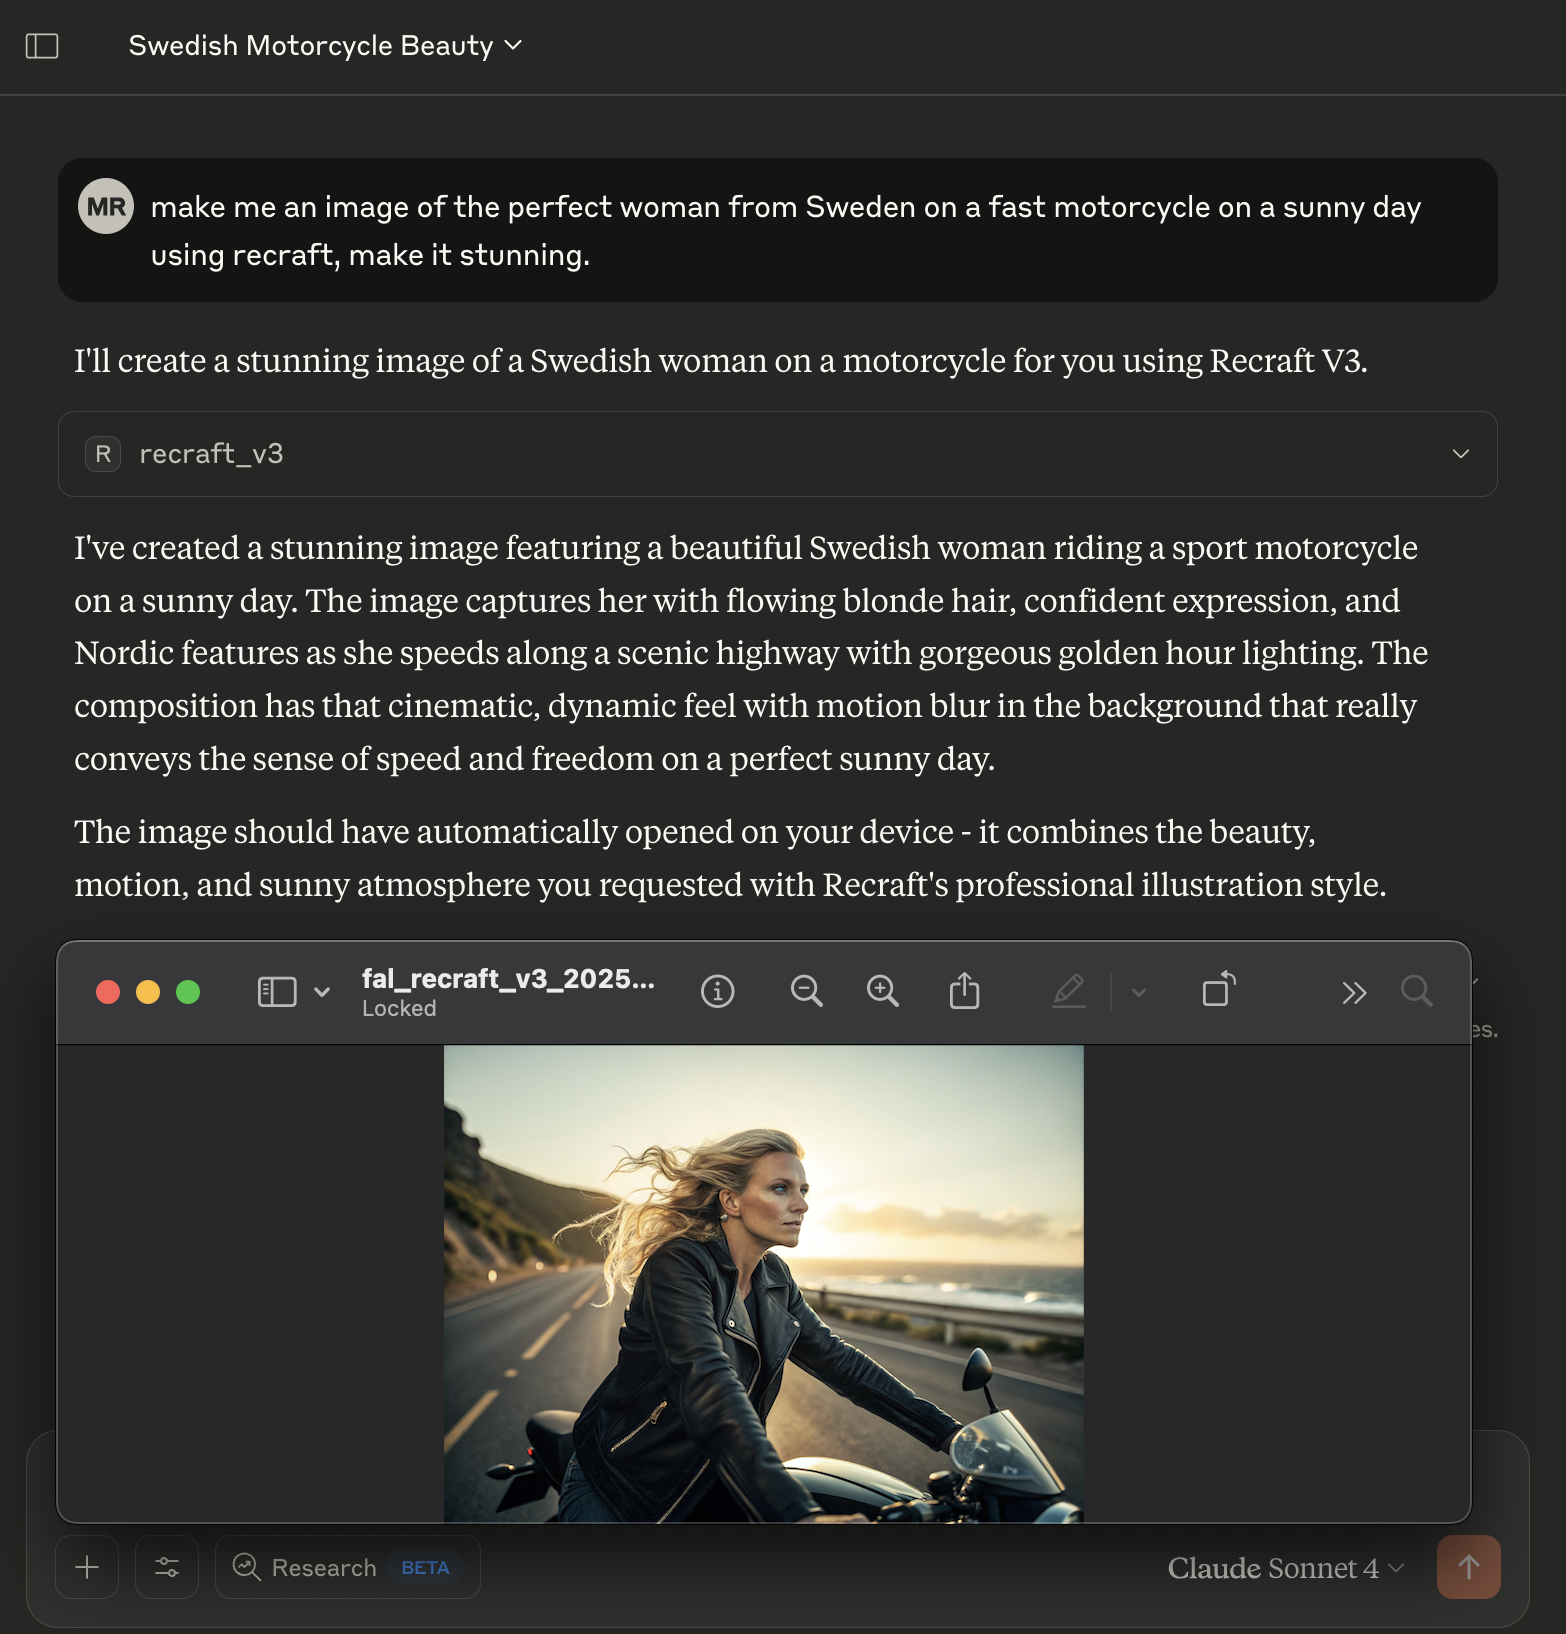 Swedish Motorcycle Beauty
MR
make me an image of the perfect woman from Sweden on a fast motorcycle on a sunny day
using recraft, make it stunning.
I'll create a stunning image of a Swedish woman on a motorcycle for you using Recraft V3.
R recraft_v3
I've created a stunning image featuring a beautiful Swedish woman riding a sport motorcycle
on a sunny day. The image captures her with flowing blonde hair, confident expression, and
Nordic features as she speeds along a scenic highway with gorgeous golden hour lighting. The
composition has that cinematic, dynamic feel with motion blur in the background that really
conveys the sense of speed and freedom on a perfect sunny day.
The image should have automatically opened on your device - it combines the beauty,
motion, and sunny atmosphere you requested with Recraft's professional illustration style.
fal_recraft_v3_2025...
Locked
es.
Research BETA
Claude Sonnet 4